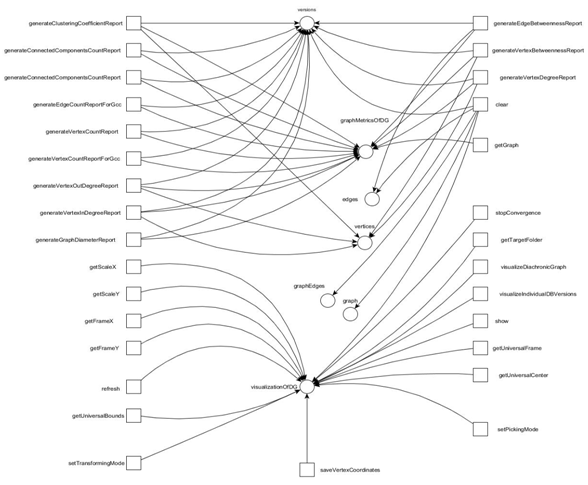 versions
generateClusteringCoefficientReport
generateEdgeBetweennessReport
generateConnectedComponentsCountReport
generateVertexBetweennessReport
generateConnectedComponentsCountReport
generateVertexDegreeReport
generateEdgeCountReportForGcc
clear
graphMetricsOfDG
generateVertexCountReport
getGraph
generateVertexCountReportForGcc
generateVertexOutDegreeReport
edges
generateVertexInDegreeReport
stopConvergence
vertices
generateGraphDiameterReport
getTargetFolder
getScaleX
visualizeDiachronicGraph
graphEdges
getScaleY
visualizeIndividualDBVersions
graph
getFrameX
show
getFrameY
getUniversalFrame
getUniversalCenter
refresh
visualizationOfDG
getUniversalBounds
setPickingMode
setTransformingMode
saveVertexCoordinates